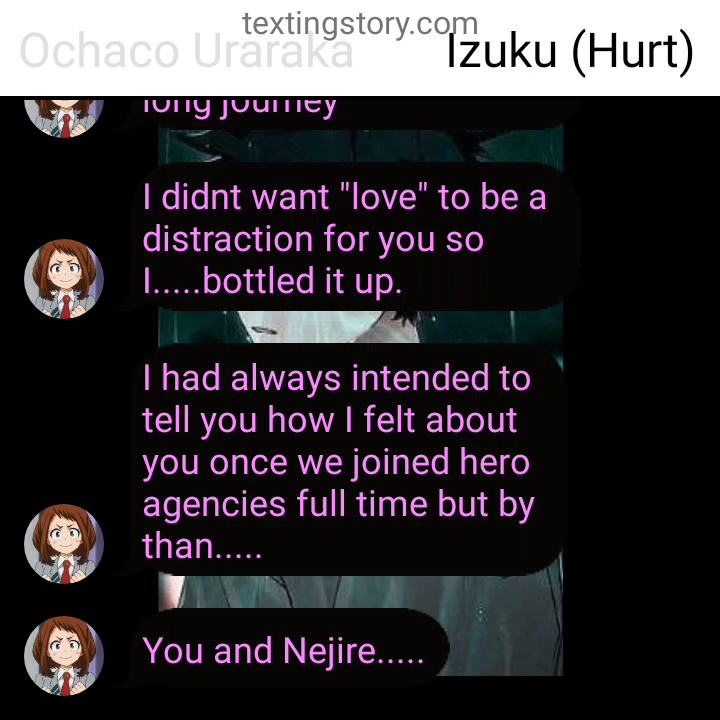 textingstory.com
Ochaco Uraraka
Izuku (Hurt)
long journey
I didnt want "love" to be a
distraction for you so
I.....bottled it up.
I had always intended to
tell you how I felt about
you once we joined hero
agencies full time but by
than.....
You and Nejire.....